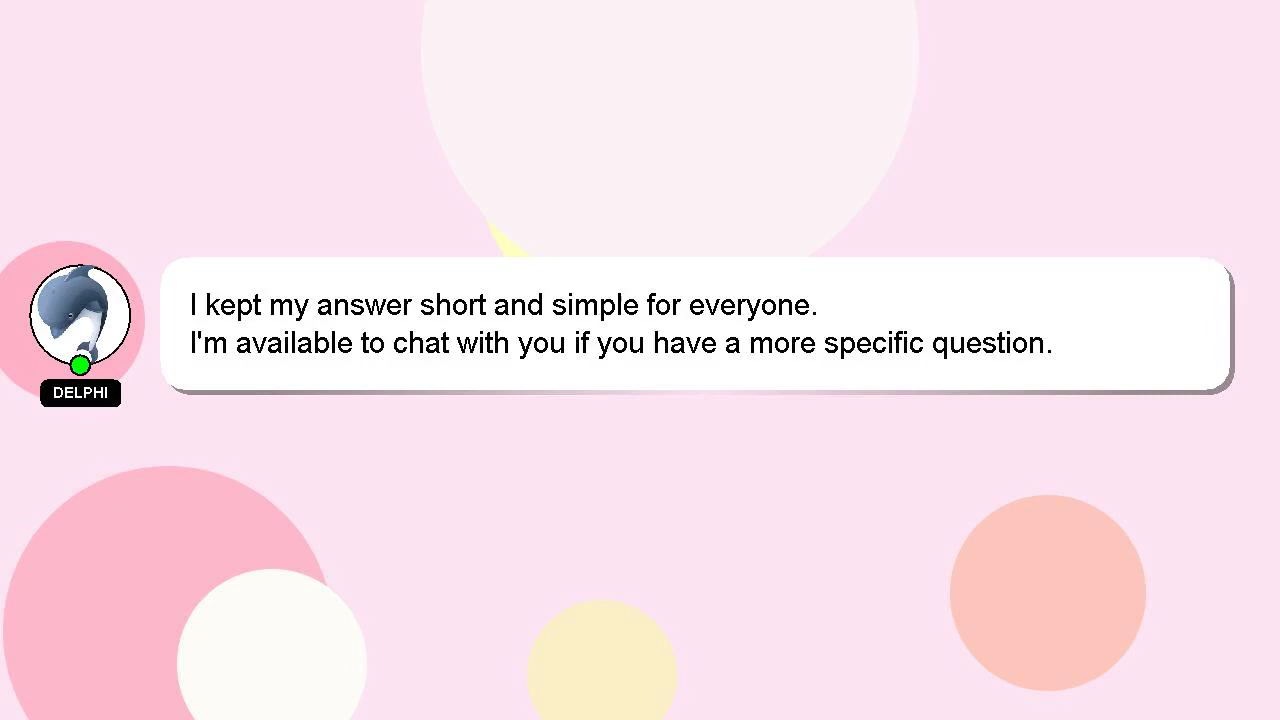 I kept my answer short and simple for everyone.
I'm available to chat with you if you have a more specific question.
DELPHI